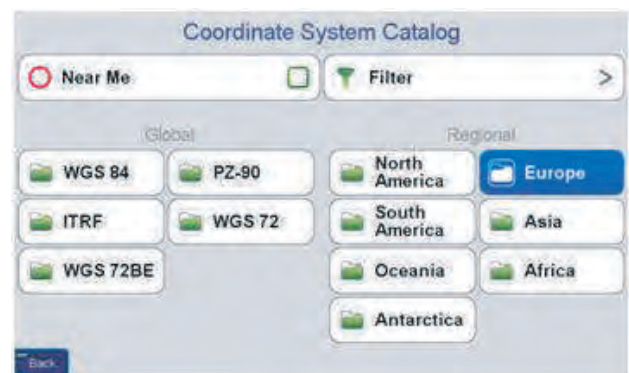 Coordinate System Catalog
Near Me
Filter >
Global
Regional
WGS 84
PZ-90
North
America
Europe
ITRF
WGS 72
South
America
Asia
WGS 72BE
Oceania
Africa
Antarctica
Back